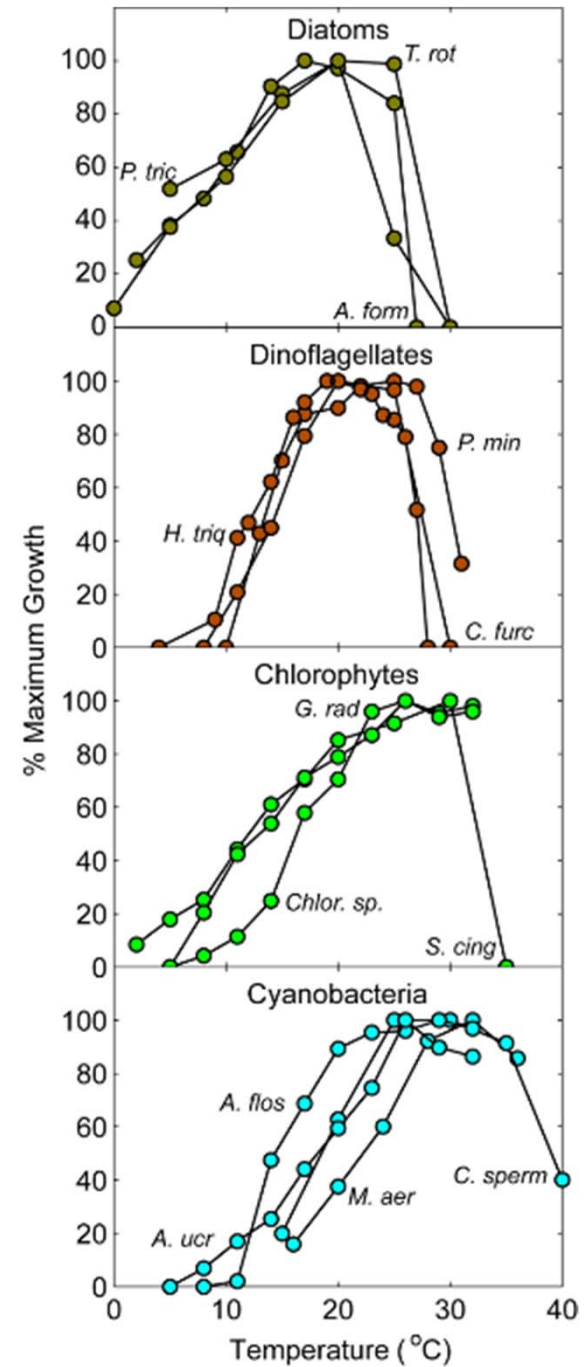 Diatoms
100
T. rot
80
P. tric
60
40
20
A. form
0
Dinoflagellates
100
80
P. min
60
H. triq
40
20
C. furc
0
% Maximum Growth
Chlorophytes
100
G. rad
80
60
40
Chlor. sp.
20
S. cing
0
Cyanobacteria
100
80
A. flos
60
40
C. sperm
M. aer
20
A. ucr
0
0 10 20 30 40
Temperature (°C)